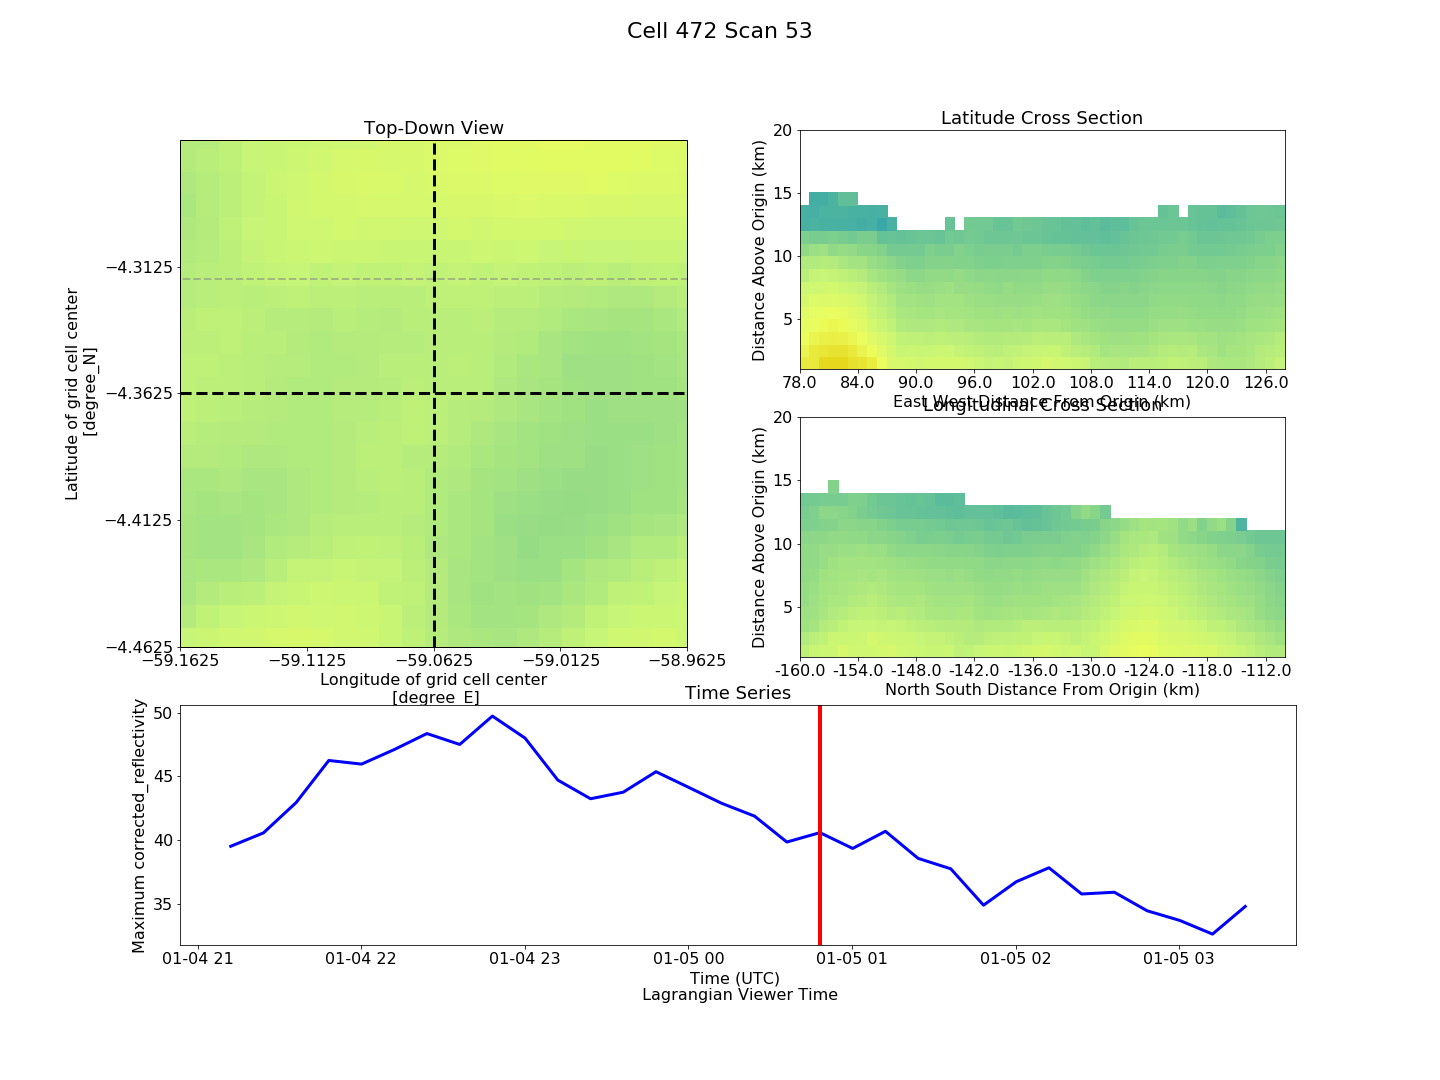 Cell 472 Scan 53
Top-Down View
−4.3125
−4.3625
−4.4125
−4.4625
Latitude of grid cell center
[degree_N]
−59.1625 −59.1125 −59.0625 −59.0125 −58.9625
Longitude of grid cell center
[degree_E]
Latitude Cross Section
20
15
10
5
Distance Above Origin (km)
78.0 84.0 90.0 96.0 102.0 108.0 114.0 120.0 126.0
East West Distance From Origin (km)
Longitudinal Cross Section
20
15
10
5
Distance Above Origin (km)
-160.0 -154.0 -148.0 -142.0 -136.0 -130.0 -124.0 -118.0 -112.0
North South Distance From Origin (km)
Time Series
50
45
40
35
Maximum corrected_reflectivity
01-04 21 01-04 22 01-04 23 01-05 00 01-05 01 01-05 02 01-05 03
Time (UTC)
Lagrangian Viewer Time